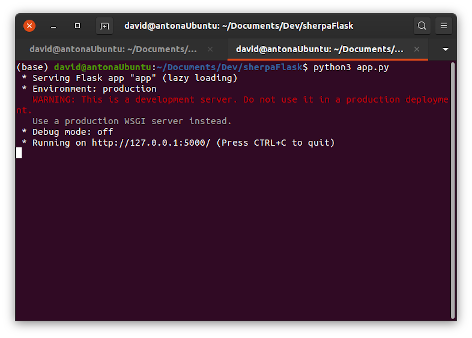 david@antonaUbuntu: ~/Documents/Dev/sherpaFlask
david@antonaUbuntu: ~/Documents/... × david@antonaUbuntu: ~/Documents/... ×
(base) david@antonaUbuntu:~/Documents/Dev/sherpaFlask$ python3 app.py
* Serving Flask app "app" (lazy loading)
* Environment: production
WARNING: This is a development server. Do not use it in a production deployme
nt.
Use a production WSGI server instead.
* Debug mode: off
* Running on http://127.0.0.1:5000/ (Press CTRL+C to quit)